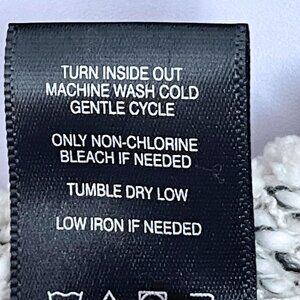 TURN INSIDE OUT
MACHINE WASH COLD
GENTLE CYCLE
ONLY NON-CHLORINE
BLEACH IF NEEDED
TUMBLE DRY LOW
LOW IRON IF NEEDED